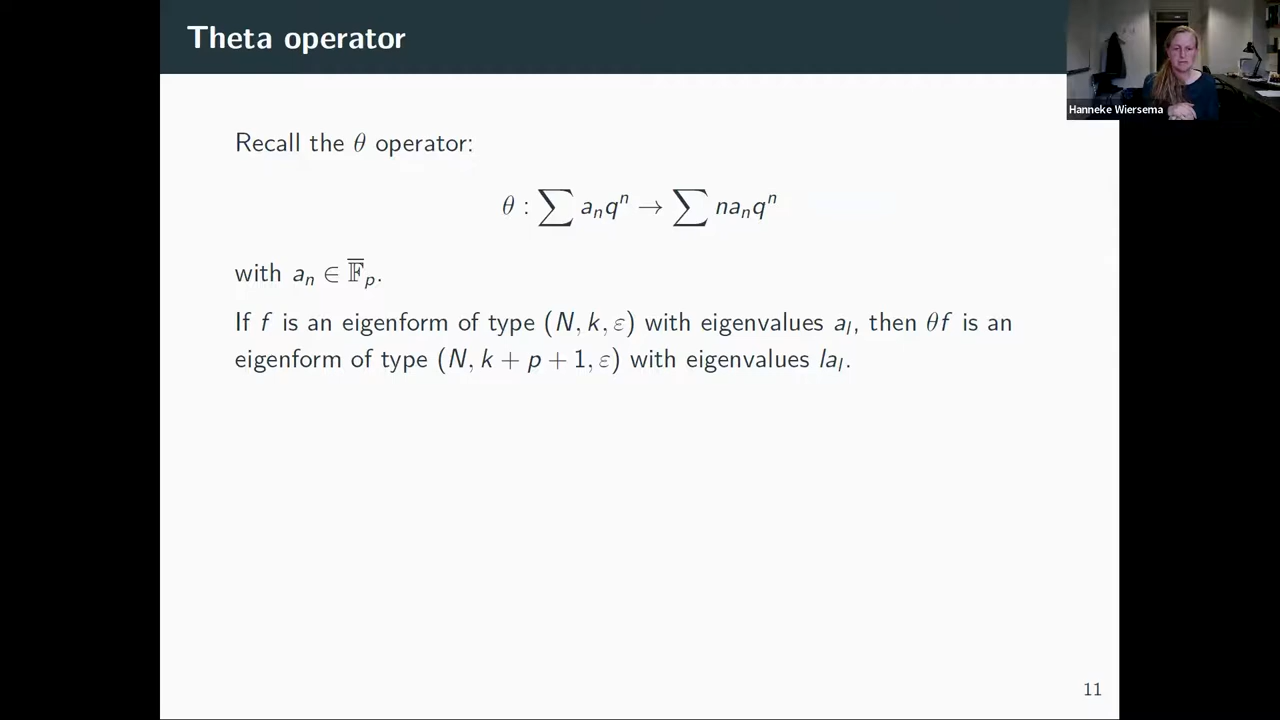 Theta operator
Hanneke Wiersema
Recall the θ operator:
θ : ∑ aₙqⁿ → ∑ naₙqⁿ
with aₙ ∈ F̅ₚ.
If f is an eigenform of type (N, k, ε) with eigenvalues aₗ, then θf is an
eigenform of type (N, k + p + 1, ε) with eigenvalues laₗ.
11